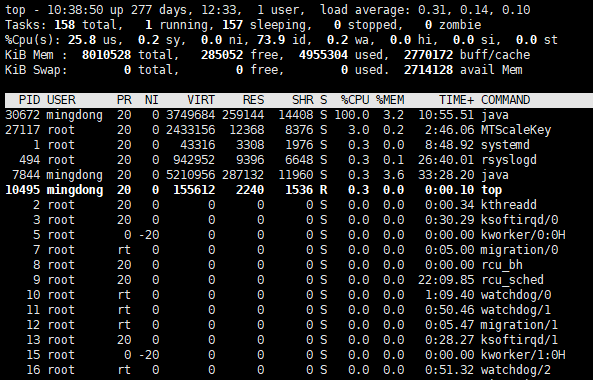 top - 10:38:50 up 277 days, 12:33,  1 user,  load average: 0.31, 0.14, 0.10
Tasks: 158 total,   1 running, 157 sleeping,   0 stopped,   0 zombie
%Cpu(s): 25.8 us,  0.2 sy,  0.0 ni, 73.9 id,  0.2 wa,  0.0 hi,  0.0 si,  0.0 st
KiB Mem :  8010528 total,   285052 free,  4955304 used,  2770172 buff/cache
KiB Swap:        0 total,        0 free,        0 used.  2714128 avail Mem
PID USER      PR  NI    VIRT    RES    SHR S  %CPU %MEM     TIME+ COMMAND
30672 mingdong  20   0 3749684 259144  14408 S 100.0  3.2  10:55.51 java
27117 root      20   0 2433156  12368   8376 S   3.0  0.2   2:46.06 MTScaleKey
1 root      20   0   43316   3308   1976 S   0.3  0.0   8:48.92 systemd
494 root      20   0  942952   9396   6648 S   0.3  0.1  26:40.01 rsyslogd
7844 mingdong  20   0 5210956 287132  11960 S   0.3  3.6  33:28.20 java
10495 mingdong  20   0  155612   2240   1536 R   0.3  0.0   0:00.10 top
2 root      20   0       0      0      0 S   0.0  0.0   0:00.34 kthreadd
3 root      20   0       0      0      0 S   0.0  0.0   0:30.29 ksoftirqd/0
5 root       0 -20       0      0      0 S   0.0  0.0   0:00.00 kworker/0:0H
7 root      rt   0       0      0      0 S   0.0  0.0   0:05.00 migration/0
8 root      20   0       0      0      0 S   0.0  0.0   0:00.00 rcu_bh
9 root      20   0       0      0      0 S   0.0  0.0  22:09.85 rcu_sched
10 root      rt   0       0      0      0 S   0.0  0.0   1:09.40 watchdog/0
11 root      rt   0       0      0      0 S   0.0  0.0   0:50.46 watchdog/1
12 root      rt   0       0      0      0 S   0.0  0.0   0:05.47 migration/1
13 root      20   0       0      0      0 S   0.0  0.0   0:28.27 ksoftirqd/1
15 root       0 -20       0      0      0 S   0.0  0.0   0:00.00 kworker/1:0H
16 root      rt   0       0      0      0 S   0.0  0.0   0:51.32 watchdog/2